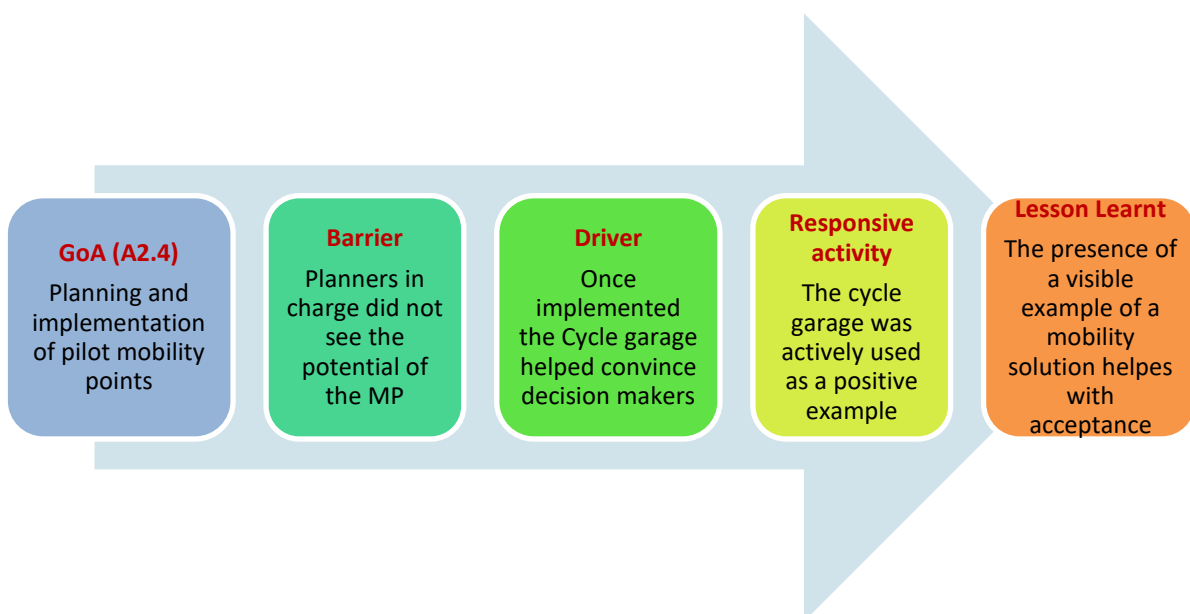 GoA (A2.4)
Planning and
implementation
of pilot mobility
points
Barrier
Planners in
charge did not
see the
potential of
the MP
Driver
Once
implemented
the Cycle garage
helped convince
decision makers
Responsive
activity
The cycle
garage was
actively used
as a positive
example
Lesson Learnt
The presence of
a visible
example of a
mobility
solution helpes
with
acceptance